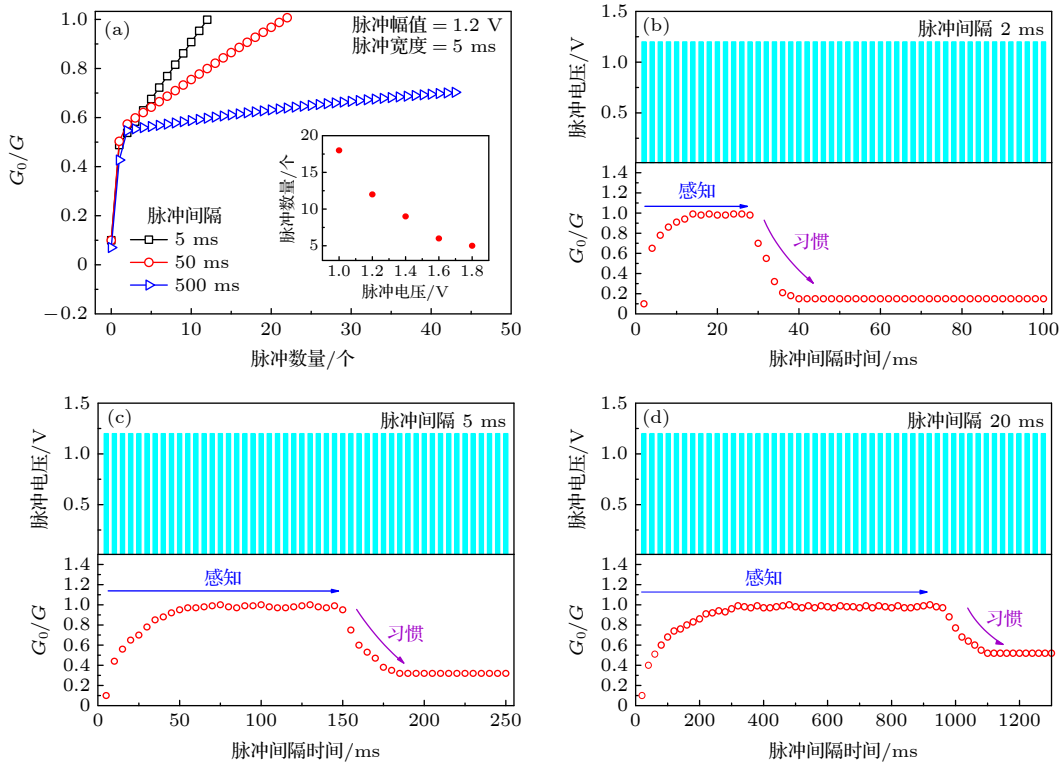 (a)
脉冲幅值 = 1.2 V
脉冲宽度 = 5 ms
1.0
0.8
0.6
0.4
0.2
0
−0.2
G0/G
脉冲间隔
5 ms
50 ms
500 ms
20
15
10
5
脉冲数量/个
1.0 1.2 1.4 1.6 1.8
脉冲电压/V
0 10 20 30 40 50
脉冲数量/个
(b)
脉冲间隔 2 ms
1.5
1.0
0.5
脉冲电压/V
感知
习惯
1.4
1.2
1.0
0.8
0.6
0.4
0.2
0
G0/G
0 20 40 60 80 100
脉冲间隔时间/ms
(c)
脉冲间隔 5 ms
1.5
1.0
0.5
脉冲电压/V
感知
习惯
1.4
1.2
1.0
0.8
0.6
0.4
0.2
0
G0/G
0 50 100 150 200 250
脉冲间隔时间/ms
(d)
脉冲间隔 20 ms
1.5
1.0
0.5
脉冲电压/V
感知
习惯
1.4
1.2
1.0
0.8
0.6
0.4
0.2
0
G0/G
0 200 400 600 800 1000 1200
脉冲间隔时间/ms